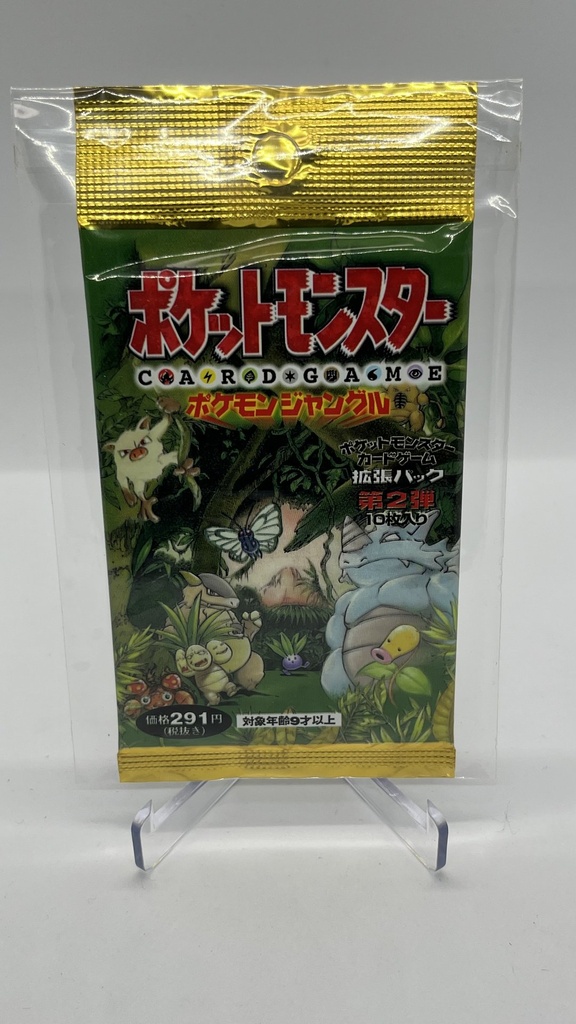 ポケットモンスター
CARD GAME
ポケモンジャングル
ポケットモンスター
カードゲーム
拡張パック
第2弾
10枚入り
価格291円
(税抜き)
対象年齢9才以上